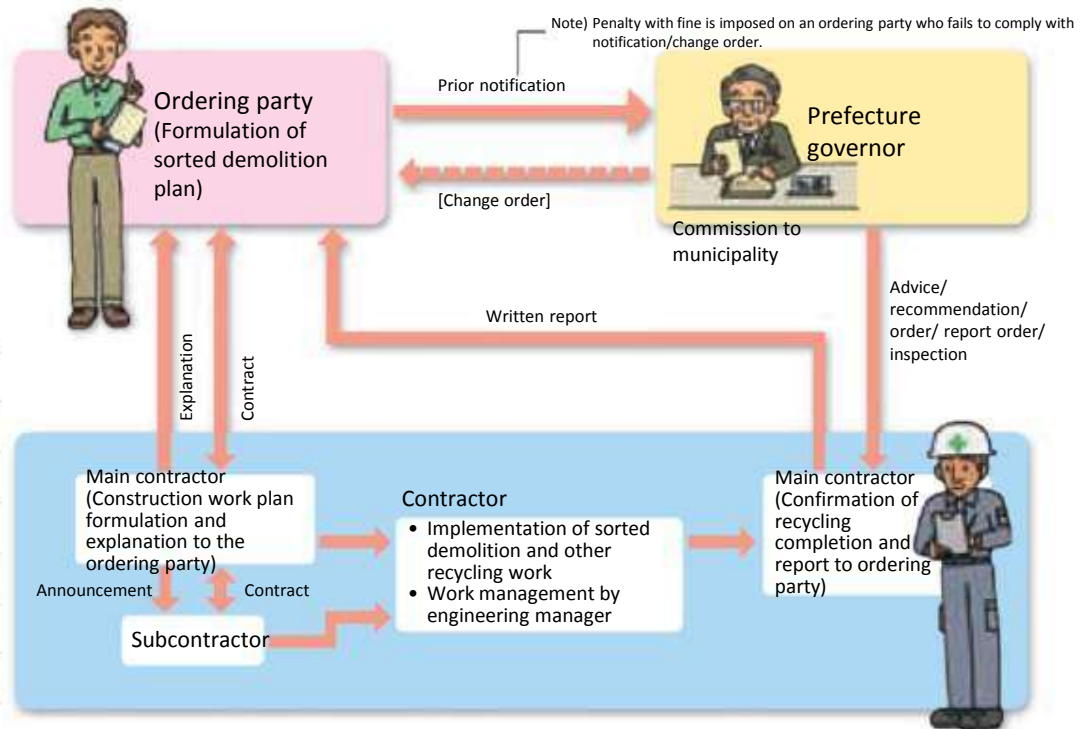 Note) Penalty with fine is imposed on an ordering party who fails to comply with
notification/change order.
Ordering party
(Formulation of
sorted demolition
plan)
Prior notification
[Change order]
Prefecture
governor
Commission to
municipality
Advice/
recommendation/
order/ report order/
inspection
Written report
Explanation
Contract
Main contractor
(Construction work plan
formulation and
explanation to the
ordering party)
Announcement
Contract
Subcontractor
Contractor
• Implementation of sorted
demolition and other
recycling work
• Work management by
engineering manager
Main contractor
(Confirmation of
recycling
completion and
report to ordering
party)